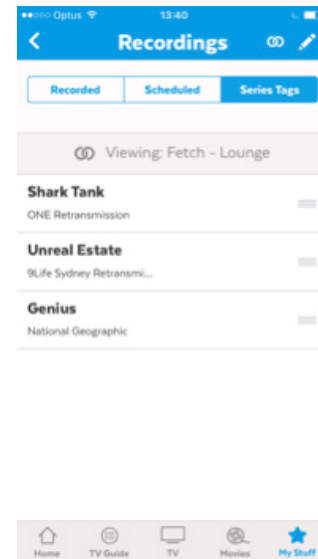 Optus 13:40
Recordings
Recorded Scheduled Series Tags
Viewing: Fetch - Lounge
Shark Tank
ONE Retransmission
Unreal Estate
9Life Sydney Retransmi...
Genius
National Geographic
Home TV Guide TV Movies My Stuff